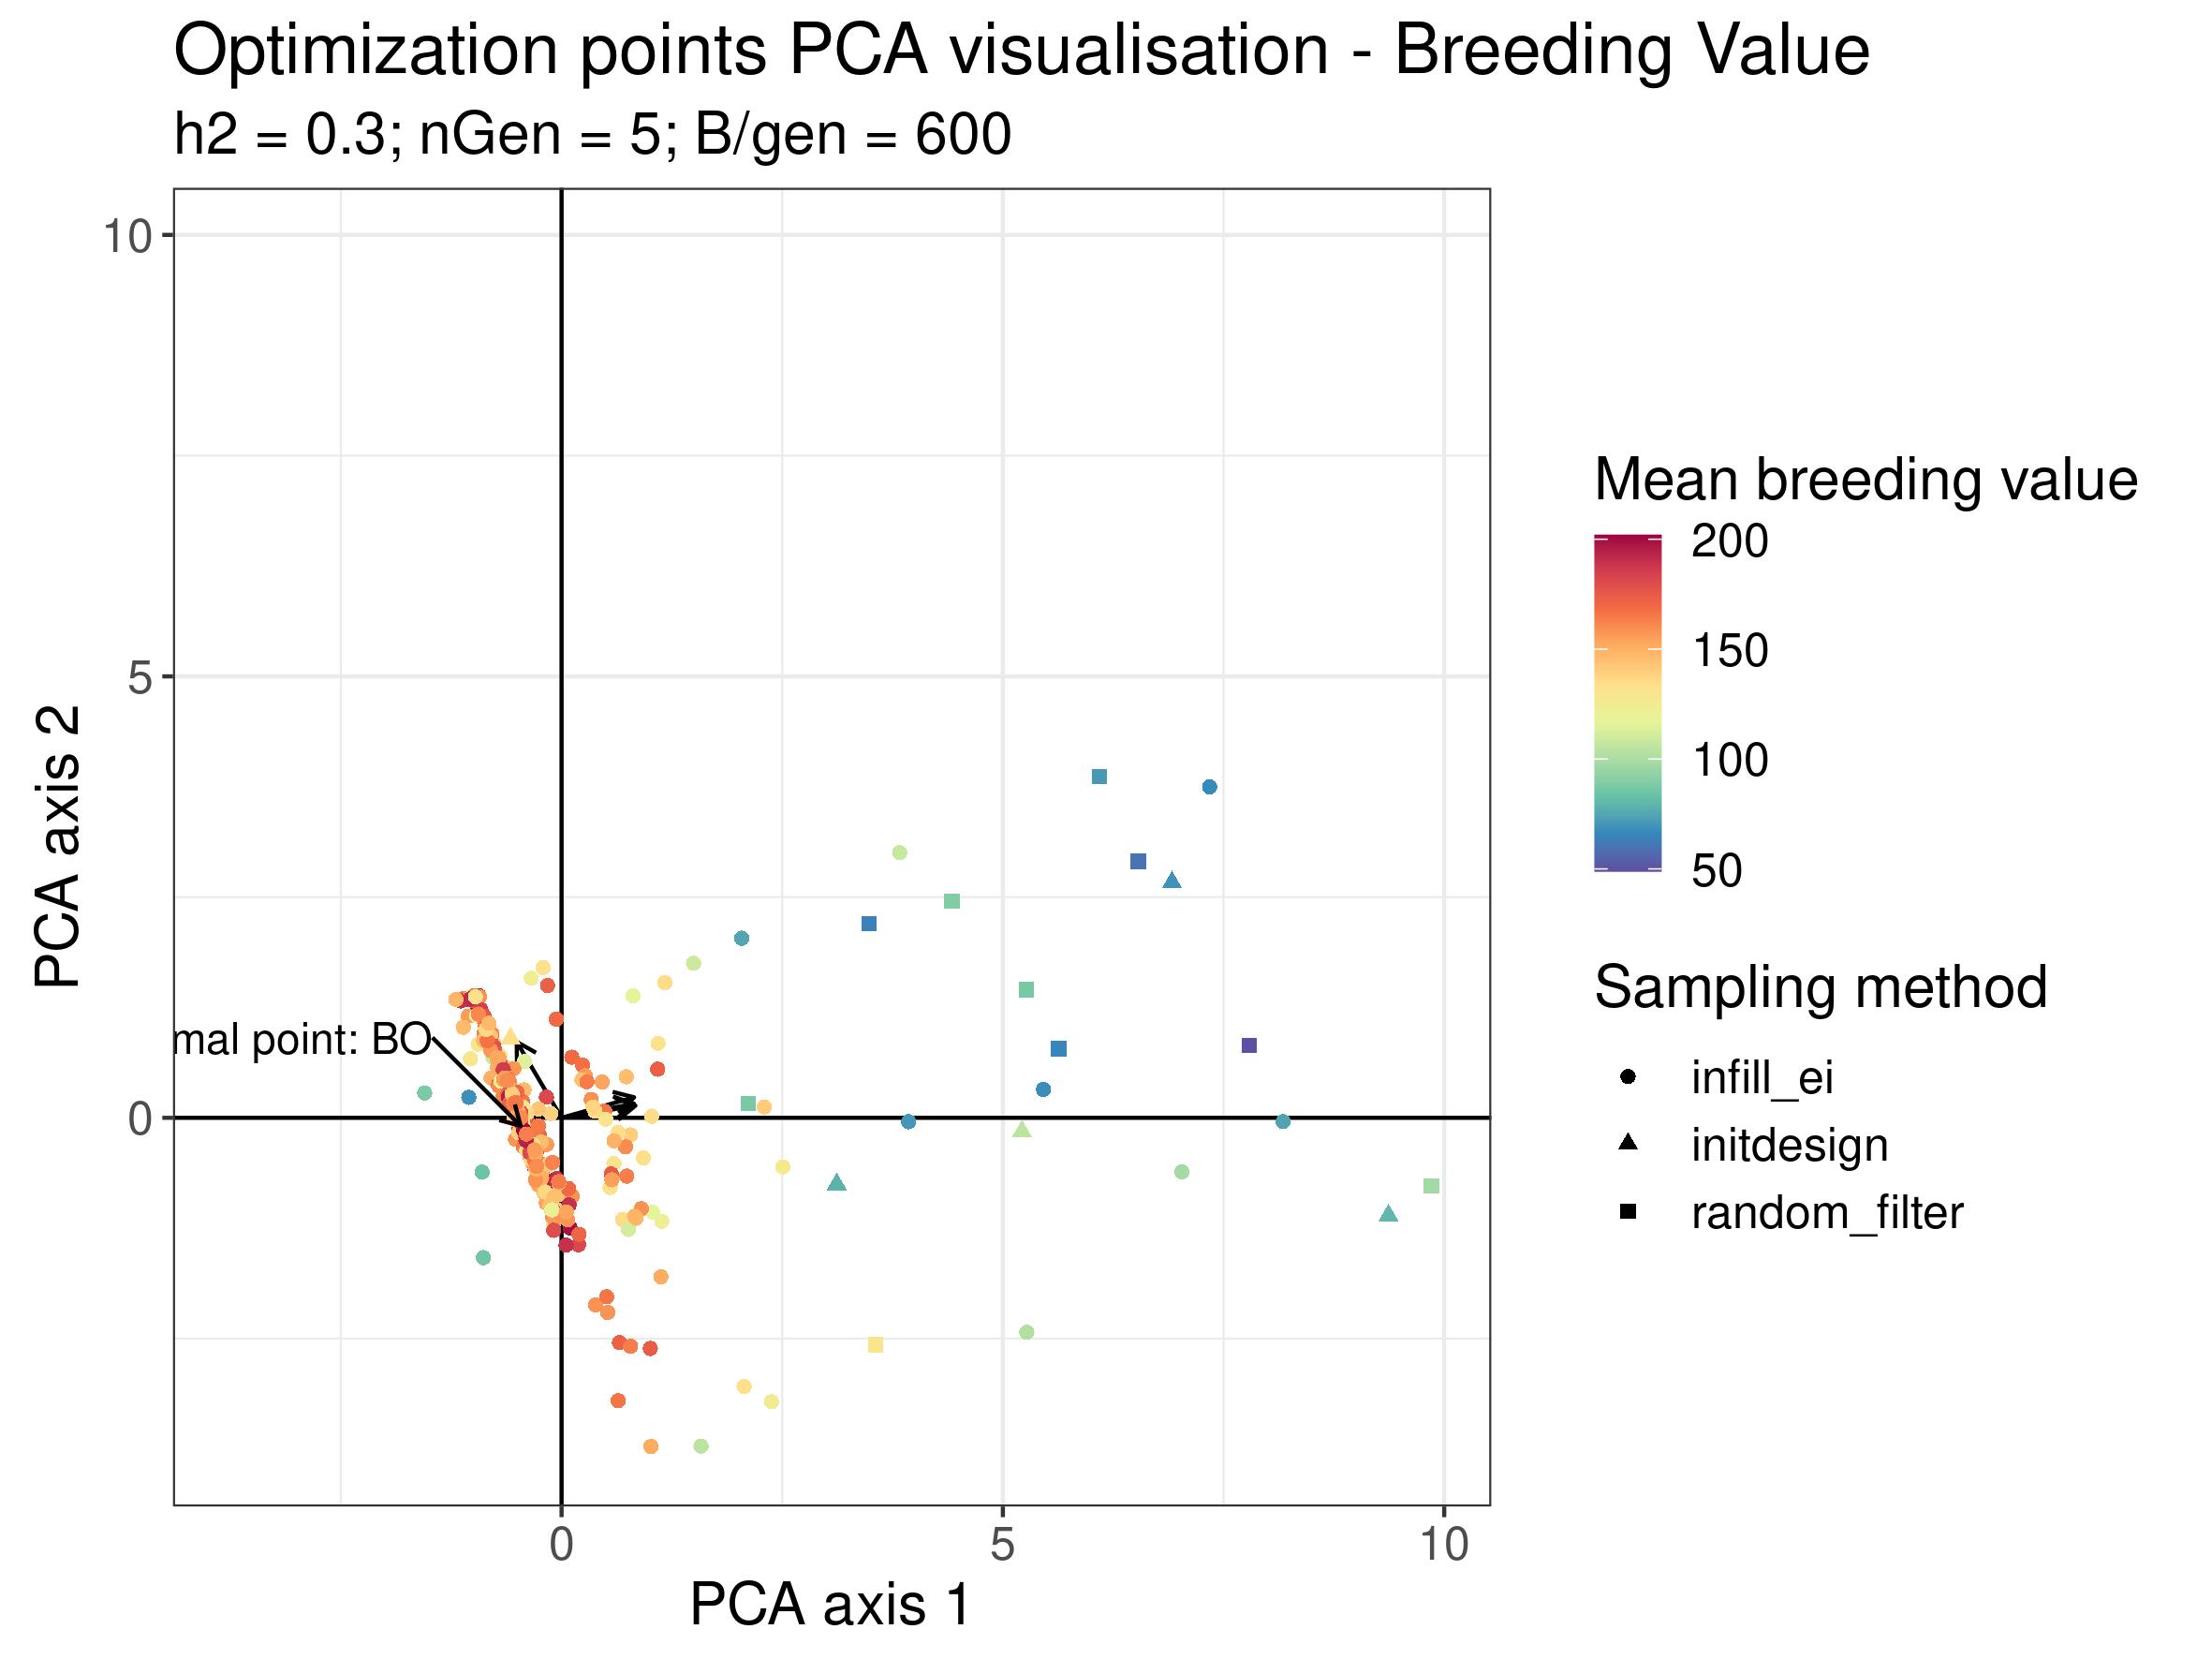 Optimization points PCA visualisation - Breeding Value
h2 = 0.3; nGen = 5; B/gen = 600
10
5
0
PCA axis 2
mal point: BO
0
5
10
PCA axis 1
Mean breeding value
200
150
100
50
Sampling method
infill_ei
initdesign
random_filter